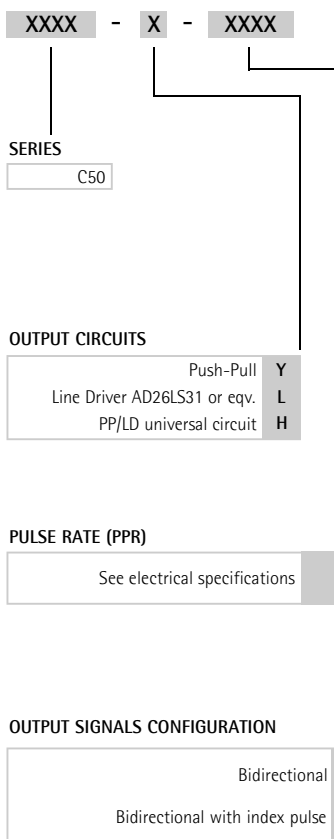 XXXX - X - XXXX
SERIES
C50
OUTPUT CIRCUITS
Push-Pull Y
Line Driver AD26LS31 or eqv. L
PP/LD universal circuit H
PULSE RATE (PPR)
See electrical specifications
OUTPUT SIGNALS CONFIGURATION
Bidirectional
Bidirectional with index pulse